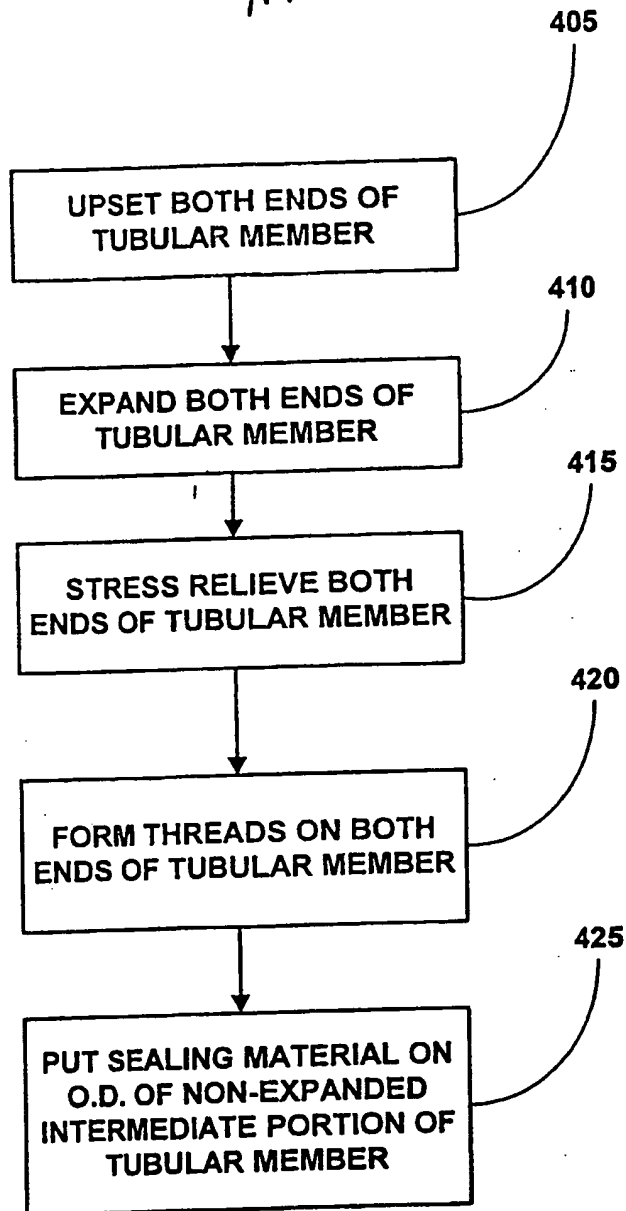 405
UPSET BOTH ENDS OF
TUBULAR MEMBER
410
EXPAND BOTH ENDS OF
TUBULAR MEMBER
415
STRESS RELIEVE BOTH
ENDS OF TUBULAR MEMBER
420
FORM THREADS ON BOTH
ENDS OF TUBULAR MEMBER
425
PUT SEALING MATERIAL ON
O.D. OF NON-EXPANDED
INTERMEDIATE PORTION OF
TUBULAR MEMBER